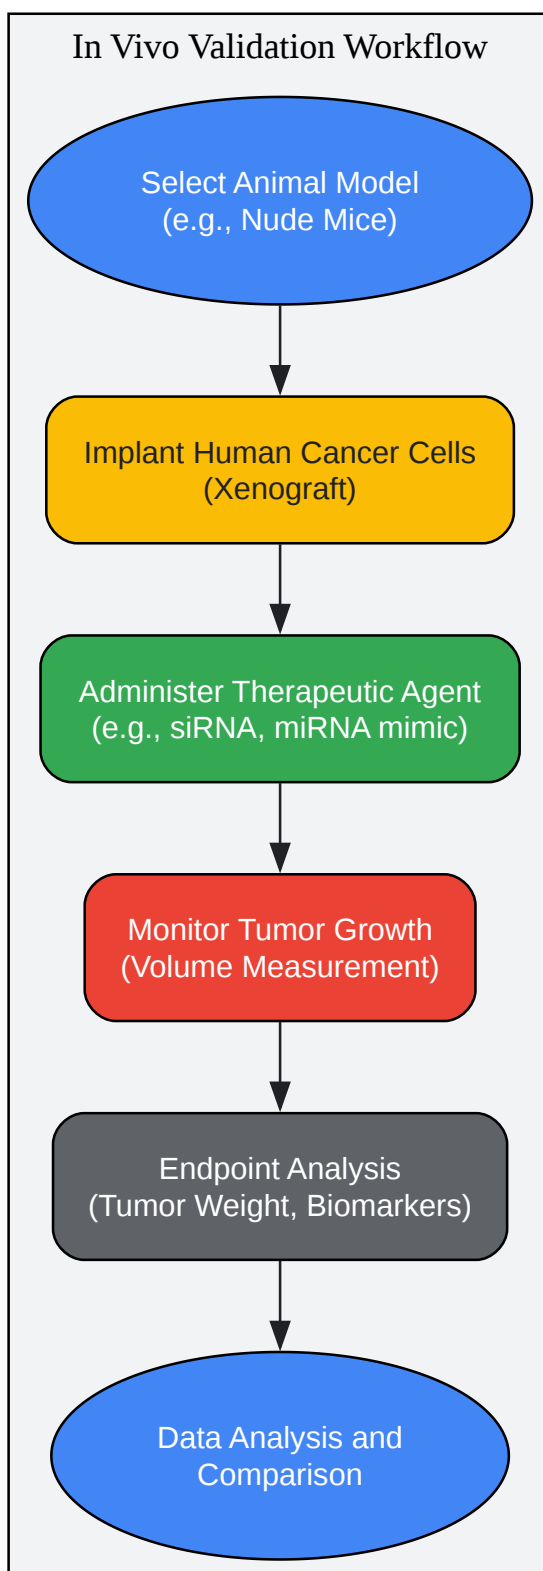 In Vivo Validation Workflow
Select Animal Model
(e.g., Nude Mice)
Implant Human Cancer Cells
(Xenograft)
Administer Therapeutic Agent
(e.g., siRNA, miRNA mimic)
Monitor Tumor Growth
(Volume Measurement)
Endpoint Analysis
(Tumor Weight, Biomarkers)
Data Analysis and
Comparison